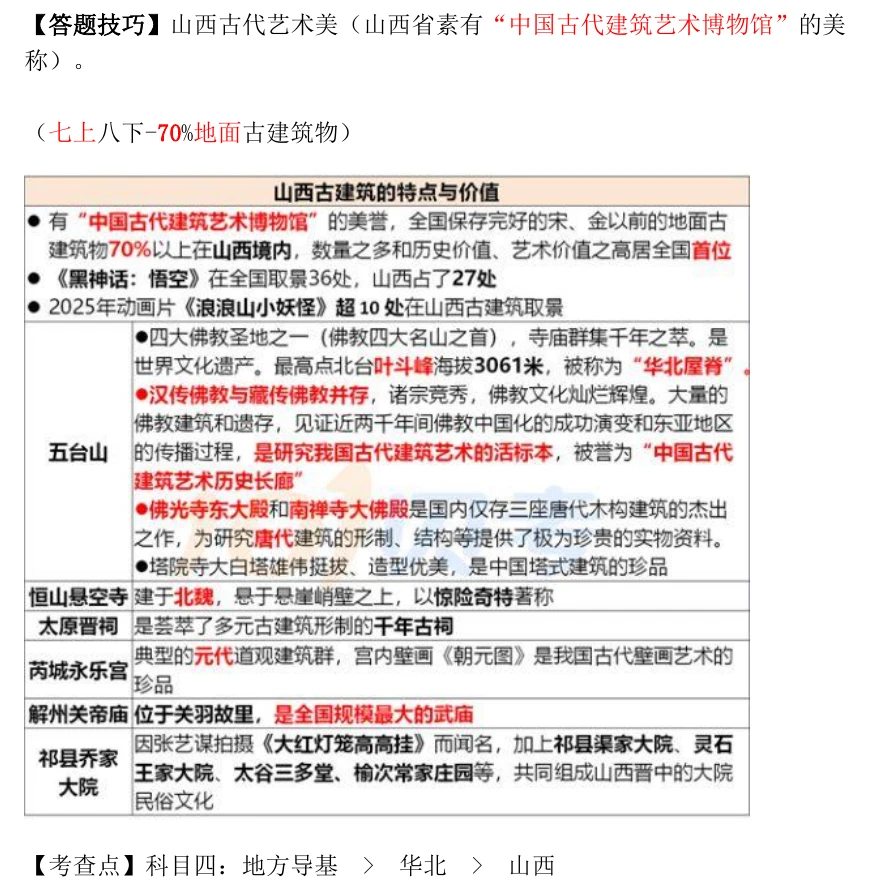 【答题技巧】山西古代艺术美（山西省素有“中国古代建筑艺术博物馆”的美
称）。
（七上八下-70%地面古建筑物）
山西古建筑的特点与价值
● 有“中国古代建筑艺术博物馆”的美誉，全国保存完好的宋、金以前的地面古
建筑物70%以上在山西境内，数量之多和历史价值、艺术价值之高居全国首位
● 《黑神话：悟空》在全国取景36处，山西占了27处
● 2025年动画片《浪浪山小妖怪》超 10 处在山西古建筑取景
五台山
●四大佛教圣地之一（佛教四大名山之首），寺庙群集千年之萃。是
世界文化遗产。最高点北台叶斗峰海拔3061米，被称为“华北屋脊”。
●汉传佛教与藏传佛教并存，诸宗竞秀，佛教文化灿烂辉煌。大量的
佛教建筑和遗存，见证近两千年间佛教中国化的成功演变和东亚地区
的传播过程，是研究我国古代建筑艺术的活标本，被誉为“中国古代
建筑艺术历史长廊”
●佛光寺东大殿和南禅寺大佛殿是国内仅存三座唐代木构建筑的杰出
之作，为研究唐代建筑的形制、结构等提供了极为珍贵的实物资料。
●塔院寺大白塔雄伟挺拔、造型优美，是中国塔式建筑的珍品
恒山悬空寺 建于北魏，悬于悬崖峭壁之上，以惊险奇特著称
太原晋祠 是荟萃了多元古建筑形制的千年古祠
芮城永乐宫
典型的元代道观建筑群，宫内壁画《朝元图》是我国古代壁画艺术的
珍品
解州关帝庙 位于关羽故里，是全国规模最大的武庙
祁县乔家
大院
因张艺谋拍摄《大红灯笼高高挂》而闻名，加上祁县渠家大院、灵石
王家大院、太谷三多堂、榆次常家庄园等，共同组成山西晋中的大院
民俗文化
【考查点】科目四：地方导基 > 华北 > 山西